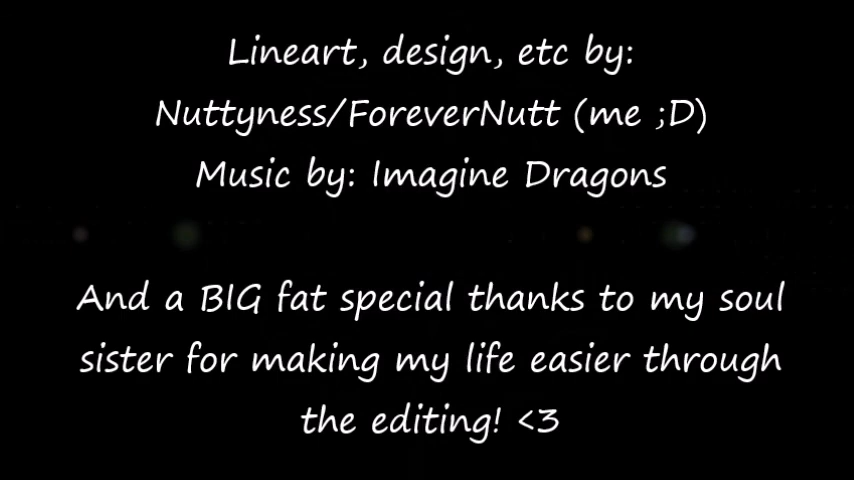 Lineart, design, etc by:
Nuttyness/ForeverNutt (me ;D)
Music by: Imagine Dragons
And a BIG fat special thanks to my soul
sister for making my life easier through
the editing! <3